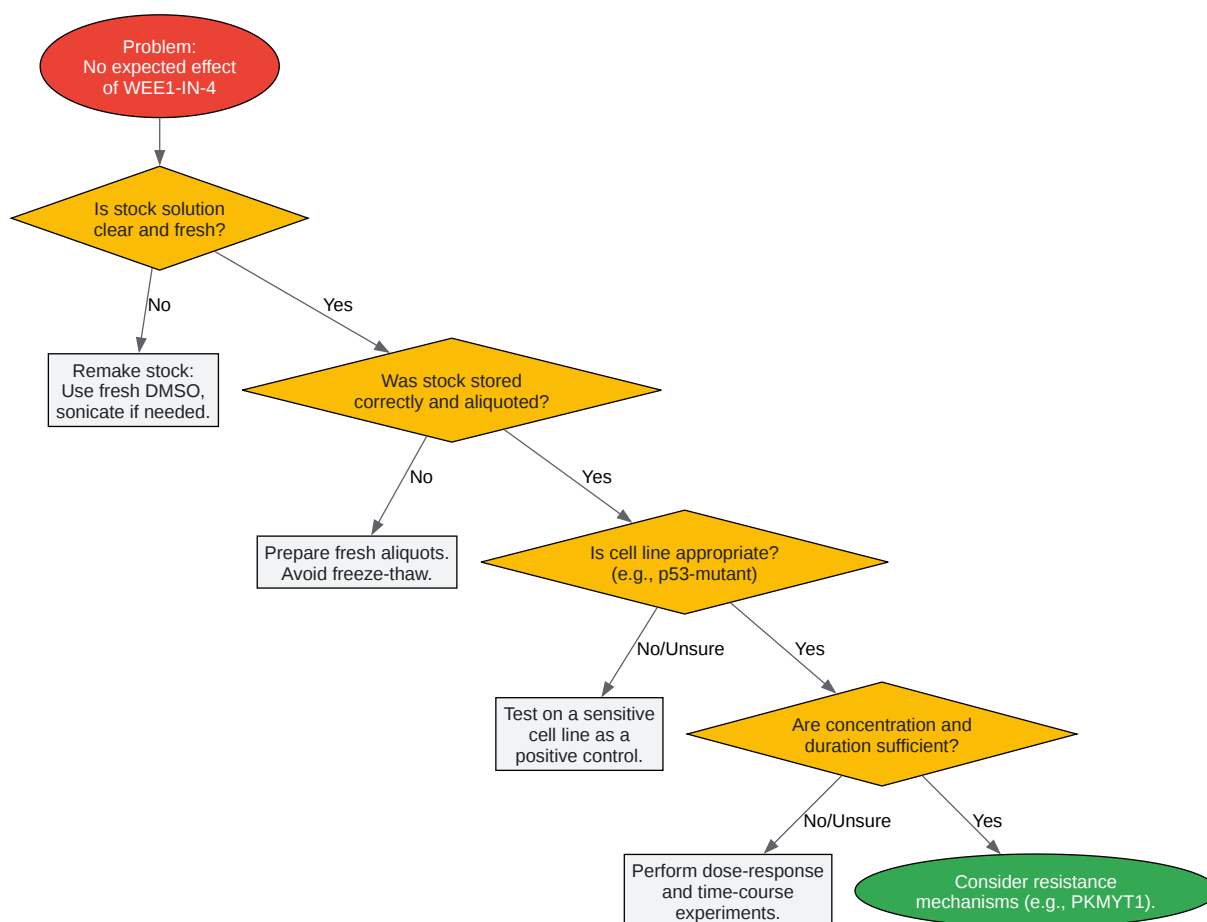 Problem:
No expected effect
of WEE1-IN-4
Is stock solution
clear and fresh?
No
Yes
Remake stock:
Use fresh DMSO,
sonicate if needed.
Was stock stored
correctly and aliquoted?
No
Yes
Prepare fresh aliquots.
Avoid freeze-thaw.
Is cell line appropriate?
(e.g., p53-mutant)
No/Unsure
Yes
Test on a sensitive
cell line as a
positive control.
Are concentration and
duration sufficient?
No/Unsure
Yes
Perform dose-response
and time-course
experiments.
Consider resistance
mechanisms (e.g., PKMYT1).